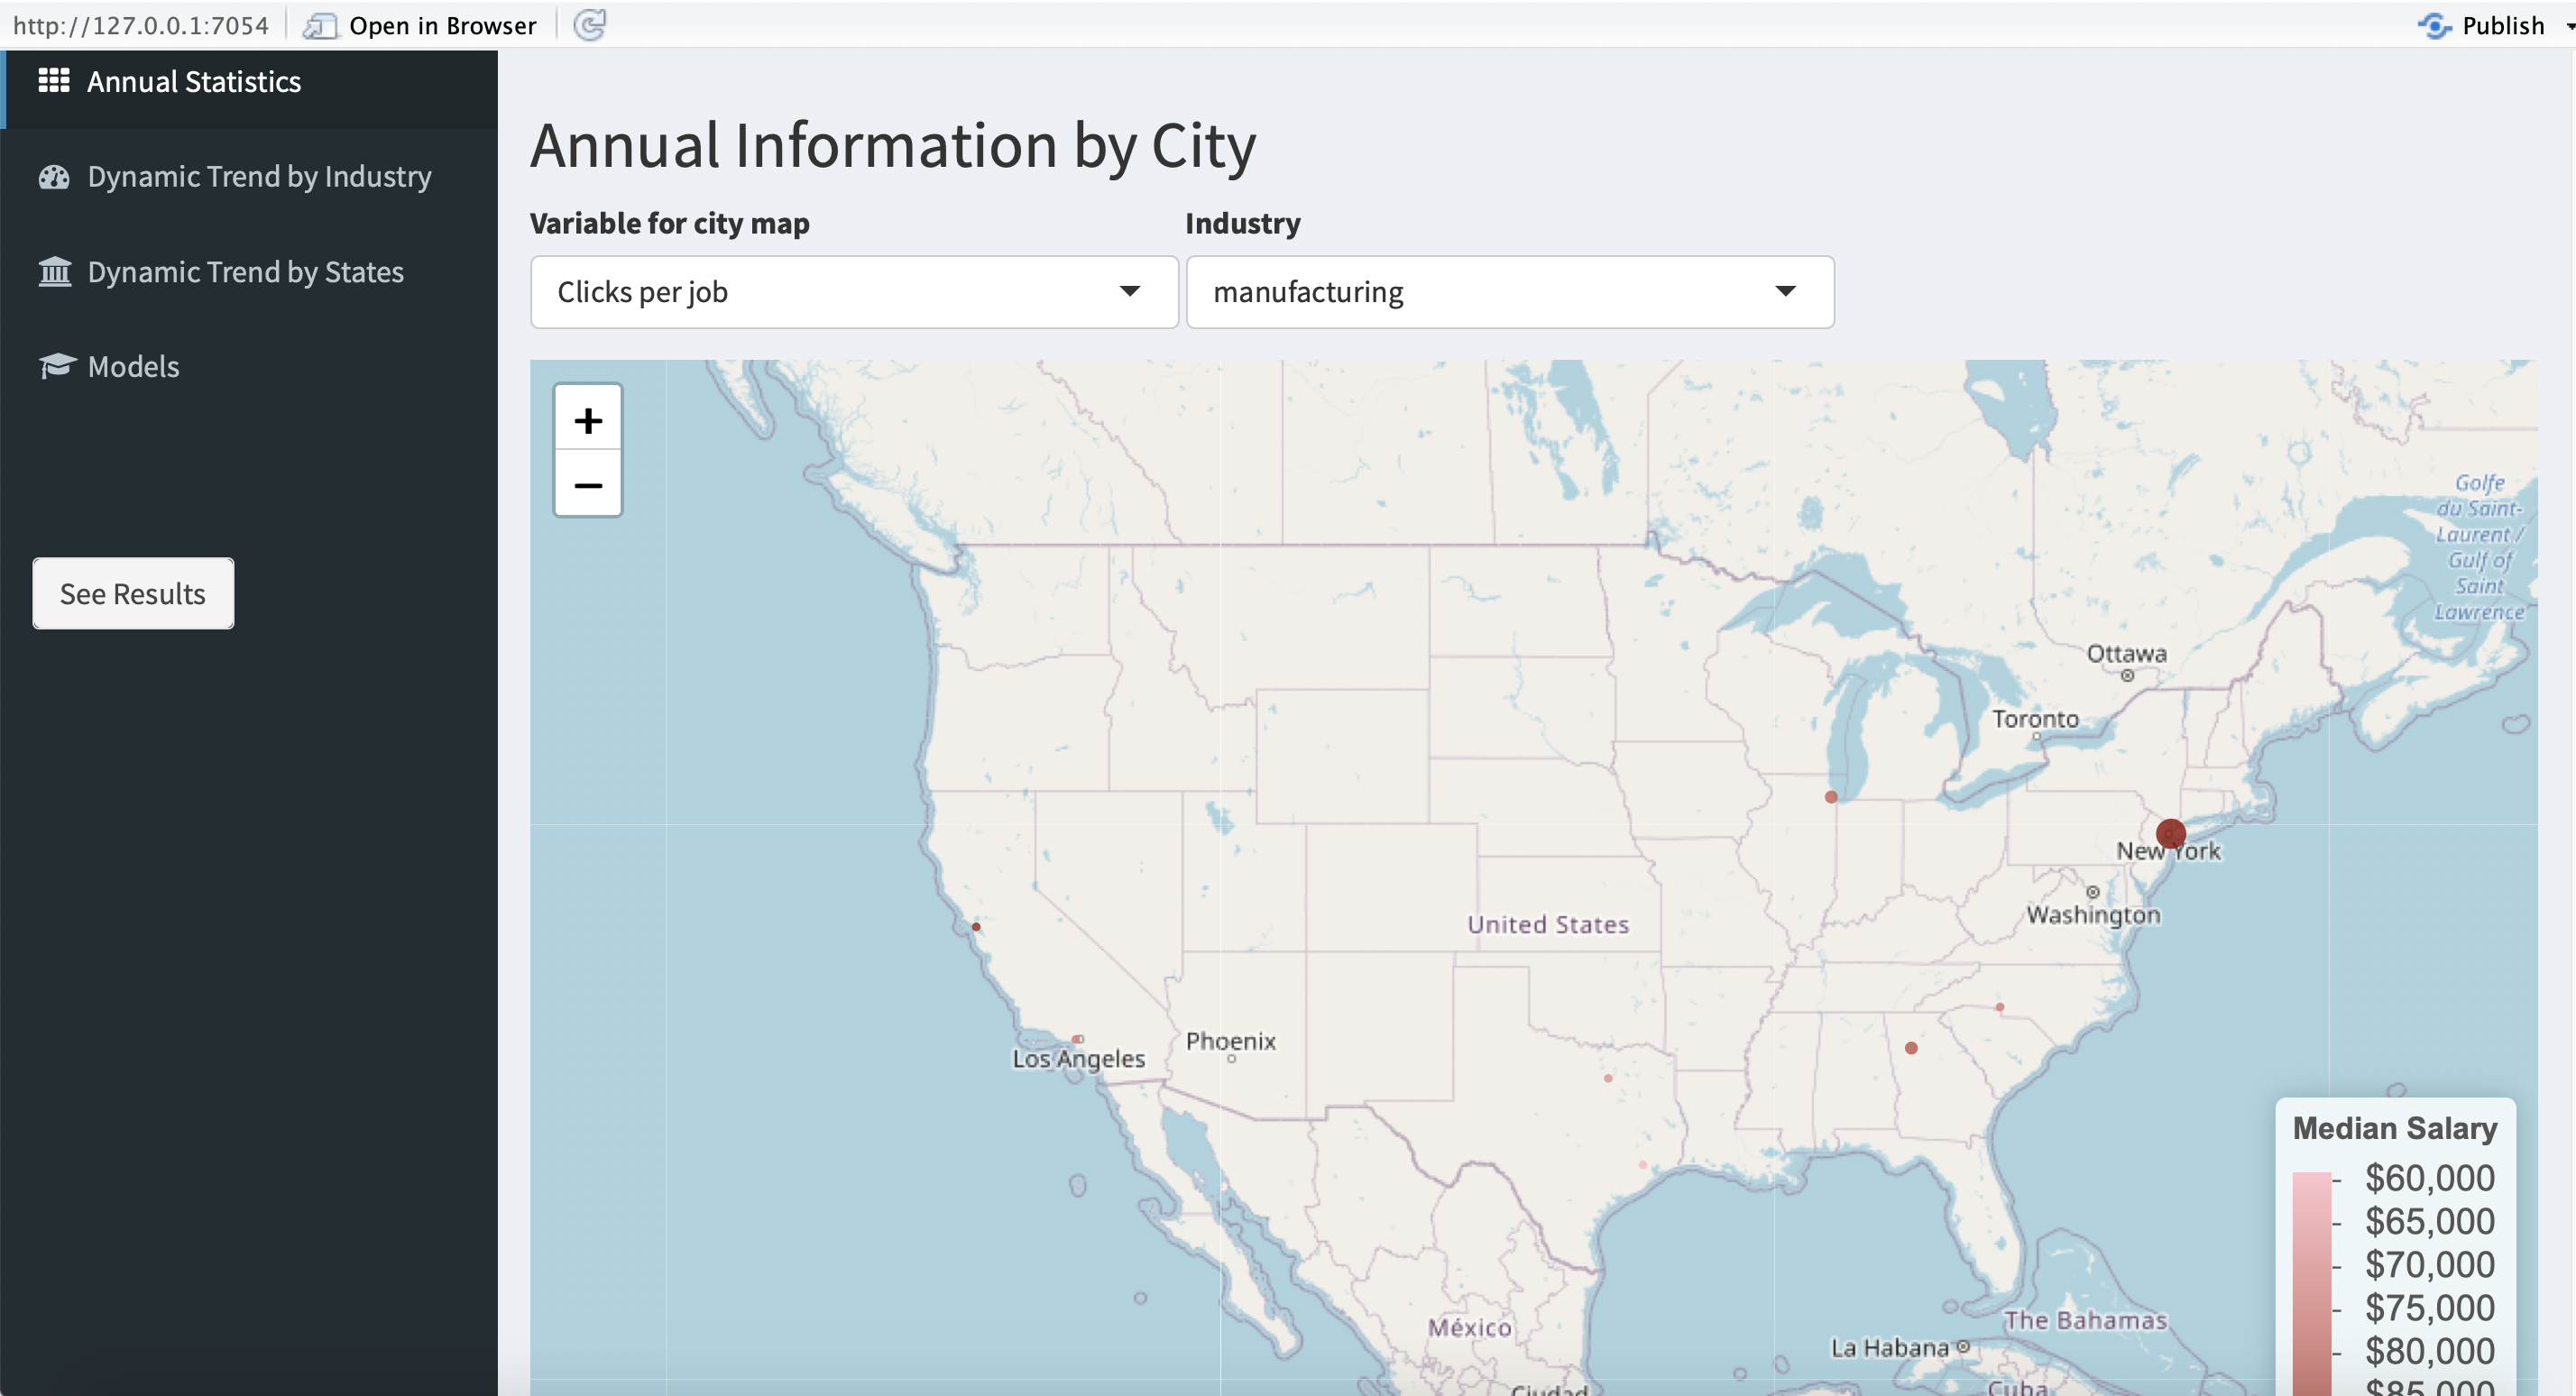 http://127.0.0.1:7054
Open in Browser
Publish
Annual Statistics
Dynamic Trend by Industry
Dynamic Trend by States
Models
See Results
Annual Information by City
Variable for city map
Industry
Clicks per job
manufacturing
+
−
Golfe
du Saint-
Laurent /
Gulf of
Saint
Lawrence
Ottawa
Toronto
New York
Washington
United States
Los Angeles
Phoenix
México
La Habana
The Bahamas
Cuba
Ciudad
Median Salary
$60,000
$65,000
$70,000
$75,000
$80,000
$85,000